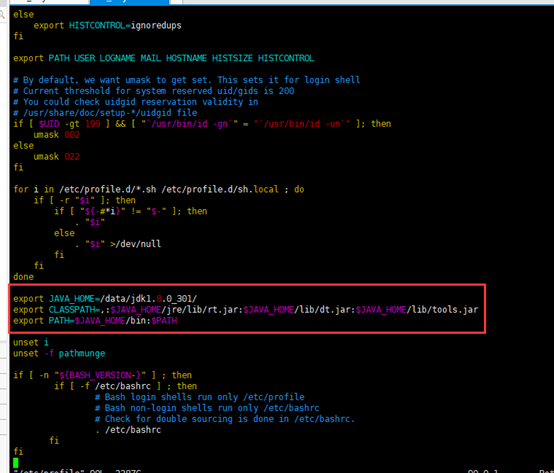 else
    export HISTCONTROL=ignoredups
fi
export PATH USER LOGNAME MAIL HOSTNAME HISTSIZE HISTCONTROL
# By default, we want umask to get set. This sets it for login shell
# Current threshold for system reserved uid/gids is 200
# You could check uidgid reservation validity in
# /usr/share/doc/setup-*/uidgid file
if [ $UID -gt 199 ] && [ "`/usr/bin/id -gn`" = "`/usr/bin/id -un`" ]; then
    umask 002
else
    umask 022
fi
for i in /etc/profile.d/*.sh /etc/profile.d/sh.local ; do
    if [ -r "$i" ]; then
        if [ "${-#*i}" != "$-" ]; then
            . "$i"
        else
            . "$i" >/dev/null
        fi
    fi
done
export JAVA_HOME=/data/jdk1.8.0_301/
export CLASSPATH=.:$JAVA_HOME/jre/lib/rt.jar:$JAVA_HOME/lib/dt.jar:$JAVA_HOME/lib/tools.jar
export PATH=$JAVA_HOME/bin:$PATH
unset i
unset -f pathmunge
if [ -n "${BASH_VERSION-}" ] ; then
        if [ -f /etc/bashrc ] ; then
                # Bash login shells run only /etc/profile
                # Bash non-login shells run only /etc/bashrc
                # Check for double sourcing is done in /etc/bashrc.
                . /etc/bashrc
       fi
fi